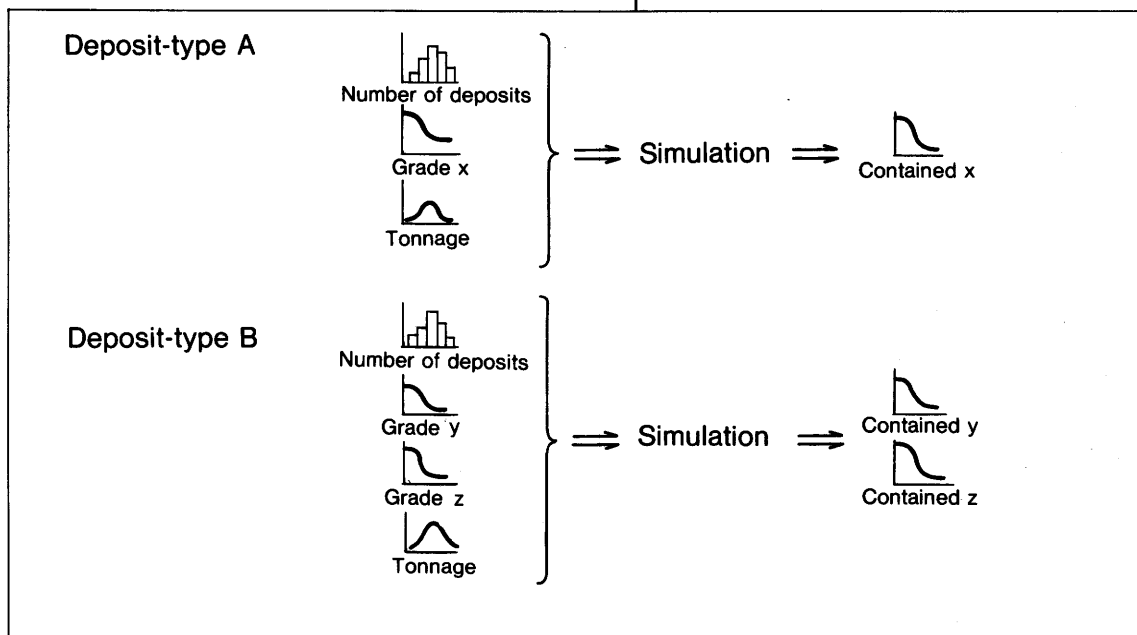 Deposit-type A
Number of deposits
Grade x
Tonnage
Simulation
Contained x
Deposit-type B
Number of deposits
Grade y
Grade z
Tonnage
Simulation
Contained y
Contained z